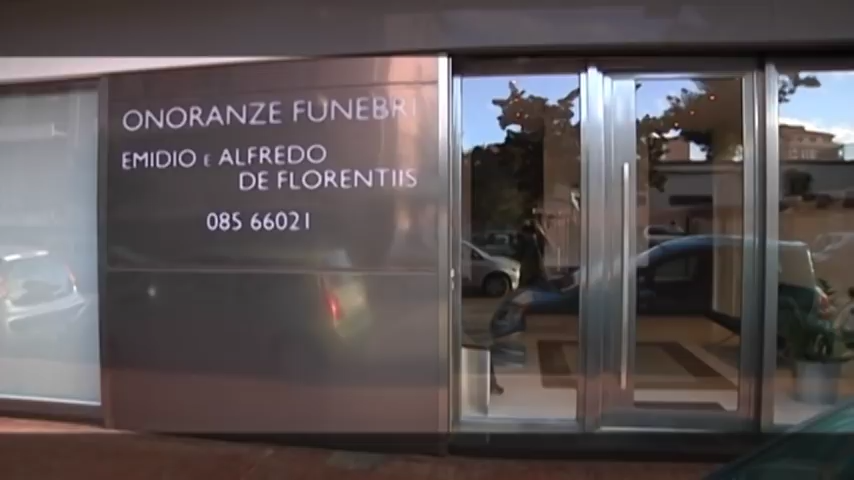 ONORANZE FUNEBRI
EMIDIO E ALFREDO
DE FLORENTIIS
085 66021